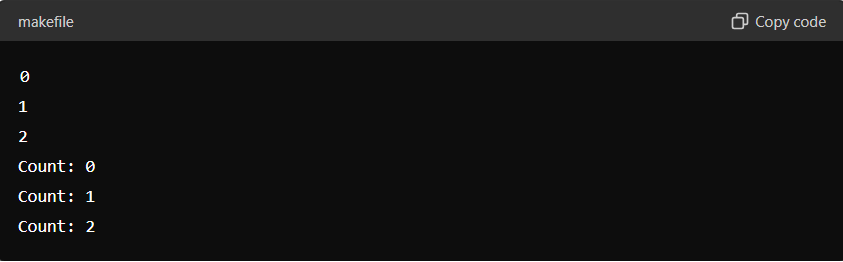 makefile
Copy code
0
1
2
Count: 0
Count: 1
Count: 2